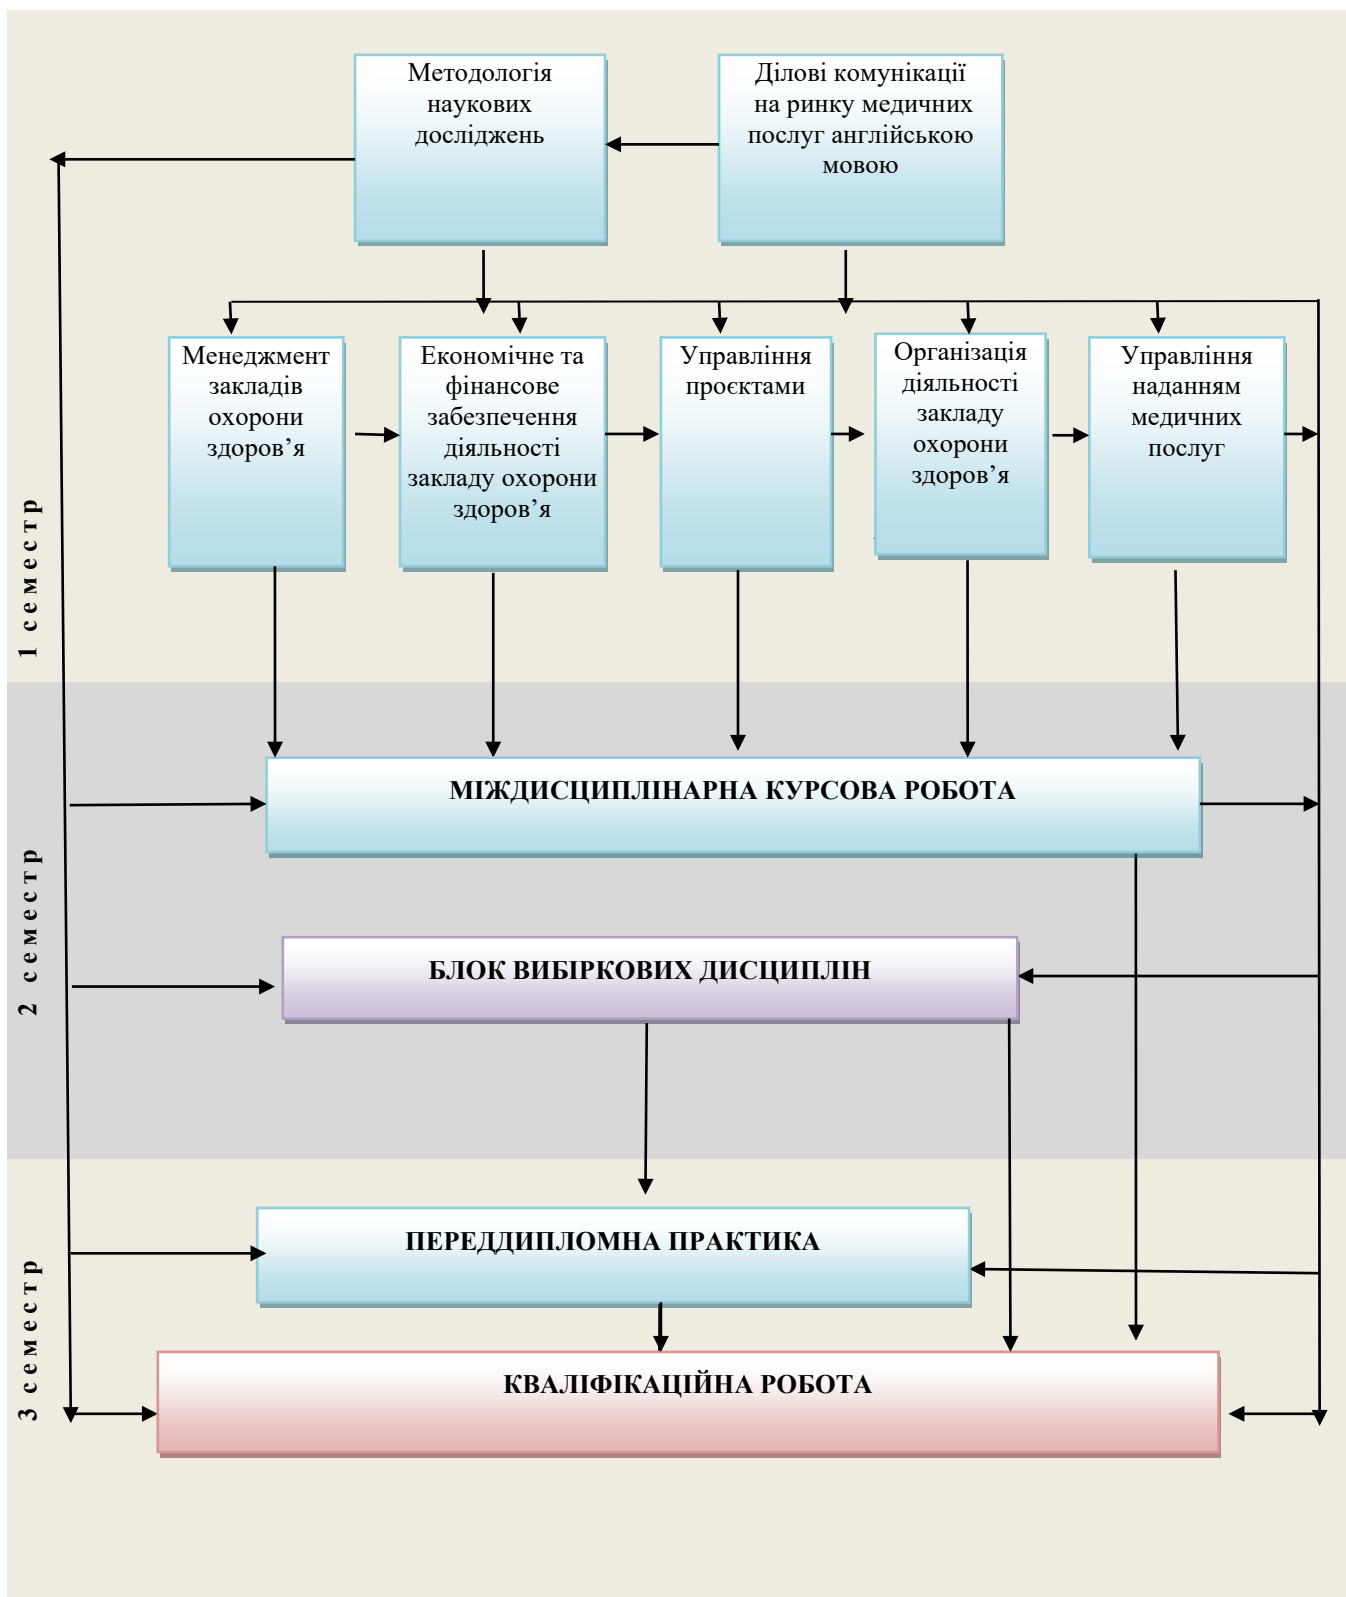 Методологія
наукових
досліджень
Ділові комунікації
на ринку медичних
послуг англійською
мовою
Менеджмент
закладів
охорони
здоров’я
Економічне та
фінансове
забезпечення
діяльності
закладу охорони
здоров’я
Управління
проєктами
Організація
діяльності
закладу
охорони
здоров’я
Управління
наданням
медичних
послуг
1 семестр
МІЖДИСЦИПЛІНАРНА КУРСОВА РОБОТА
2 семестр
БЛОК ВИБІРКОВИХ ДИСЦИПЛІН
3 семестр
ПЕРЕДДИПЛОМНА ПРАКТИКА
КВАЛІФІКАЦІЙНА РОБОТА